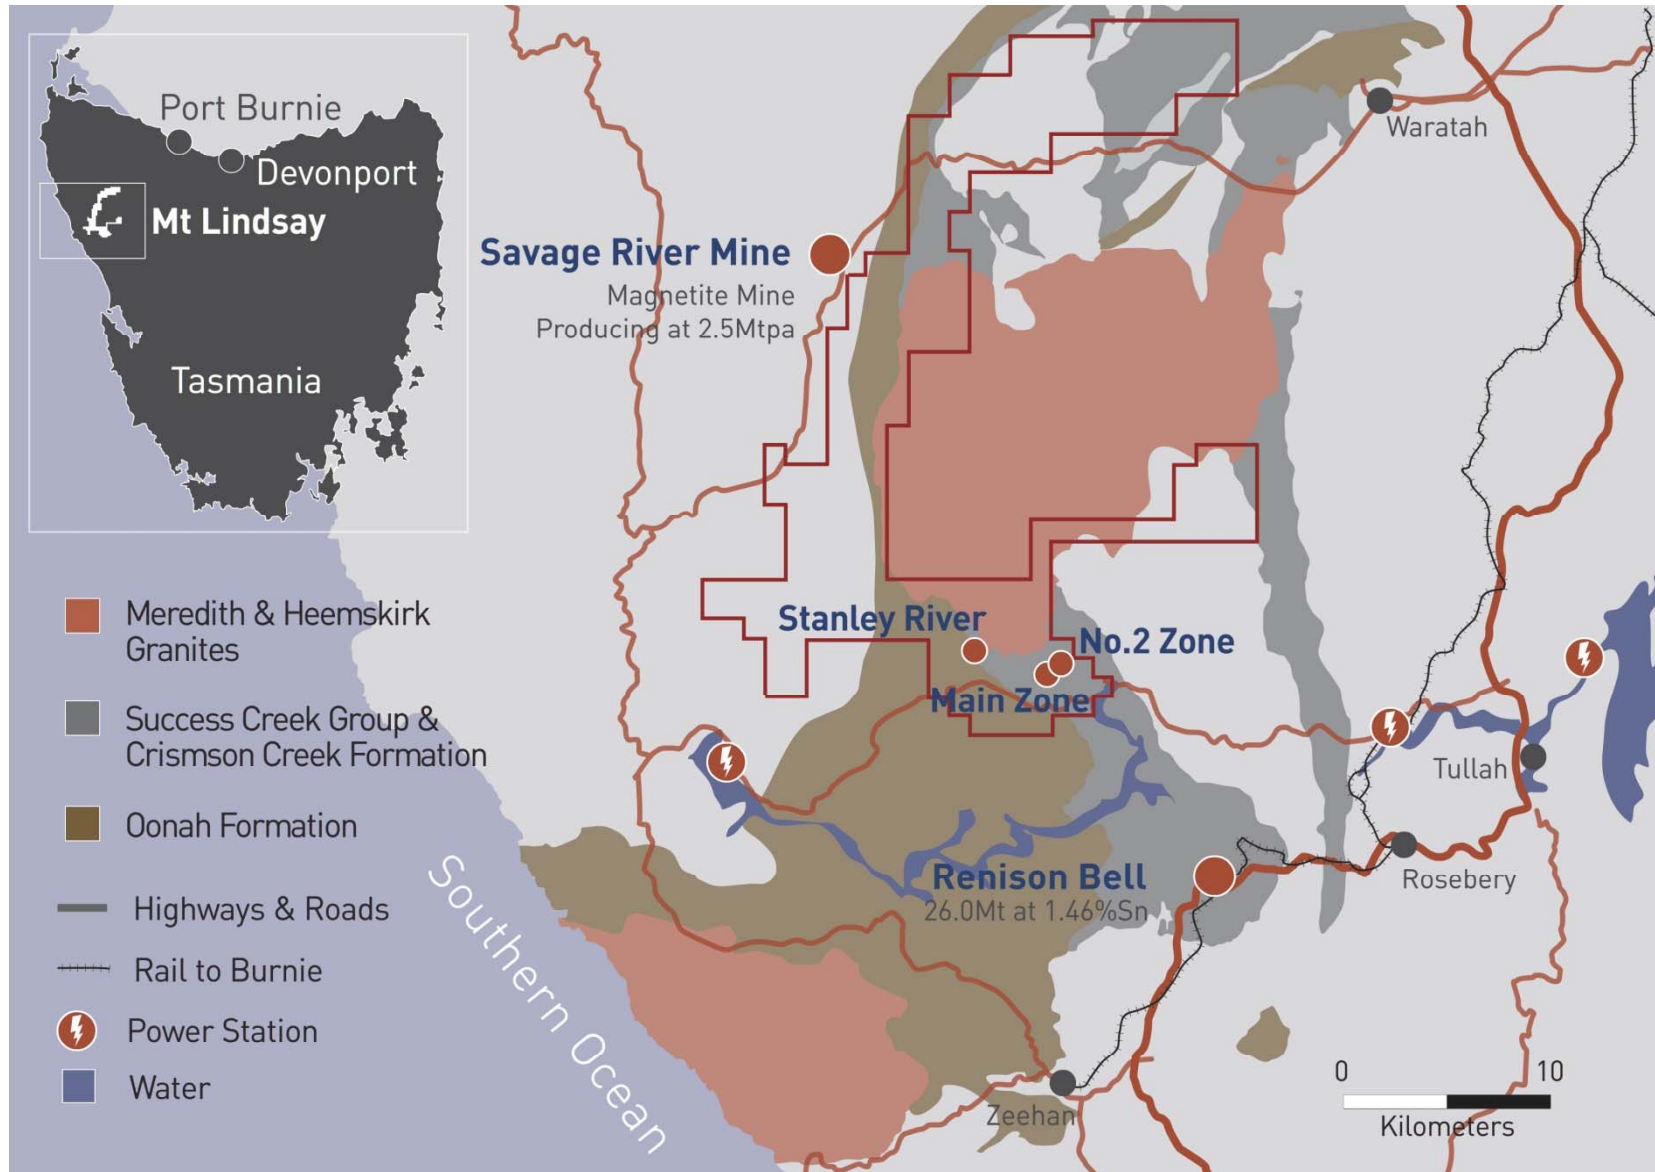 Port Burnie
Devonport
Mt Lindsay
Tasmania
Waratah
Savage River Mine
Magnetite Mine
Producing at 2.5Mtpa
Stanley River
No.2 Zone
Main Zone
Tullah
Renison Bell
26.0Mt at 1.46%Sn
Rosebery
Zeehan
Southern Ocean
Meredith & Heemskirk
Granites
Success Creek Group &
Crismson Creek Formation
Oonah Formation
Highways & Roads
Rail to Burnie
Power Station
Water
0 10
Kilometers